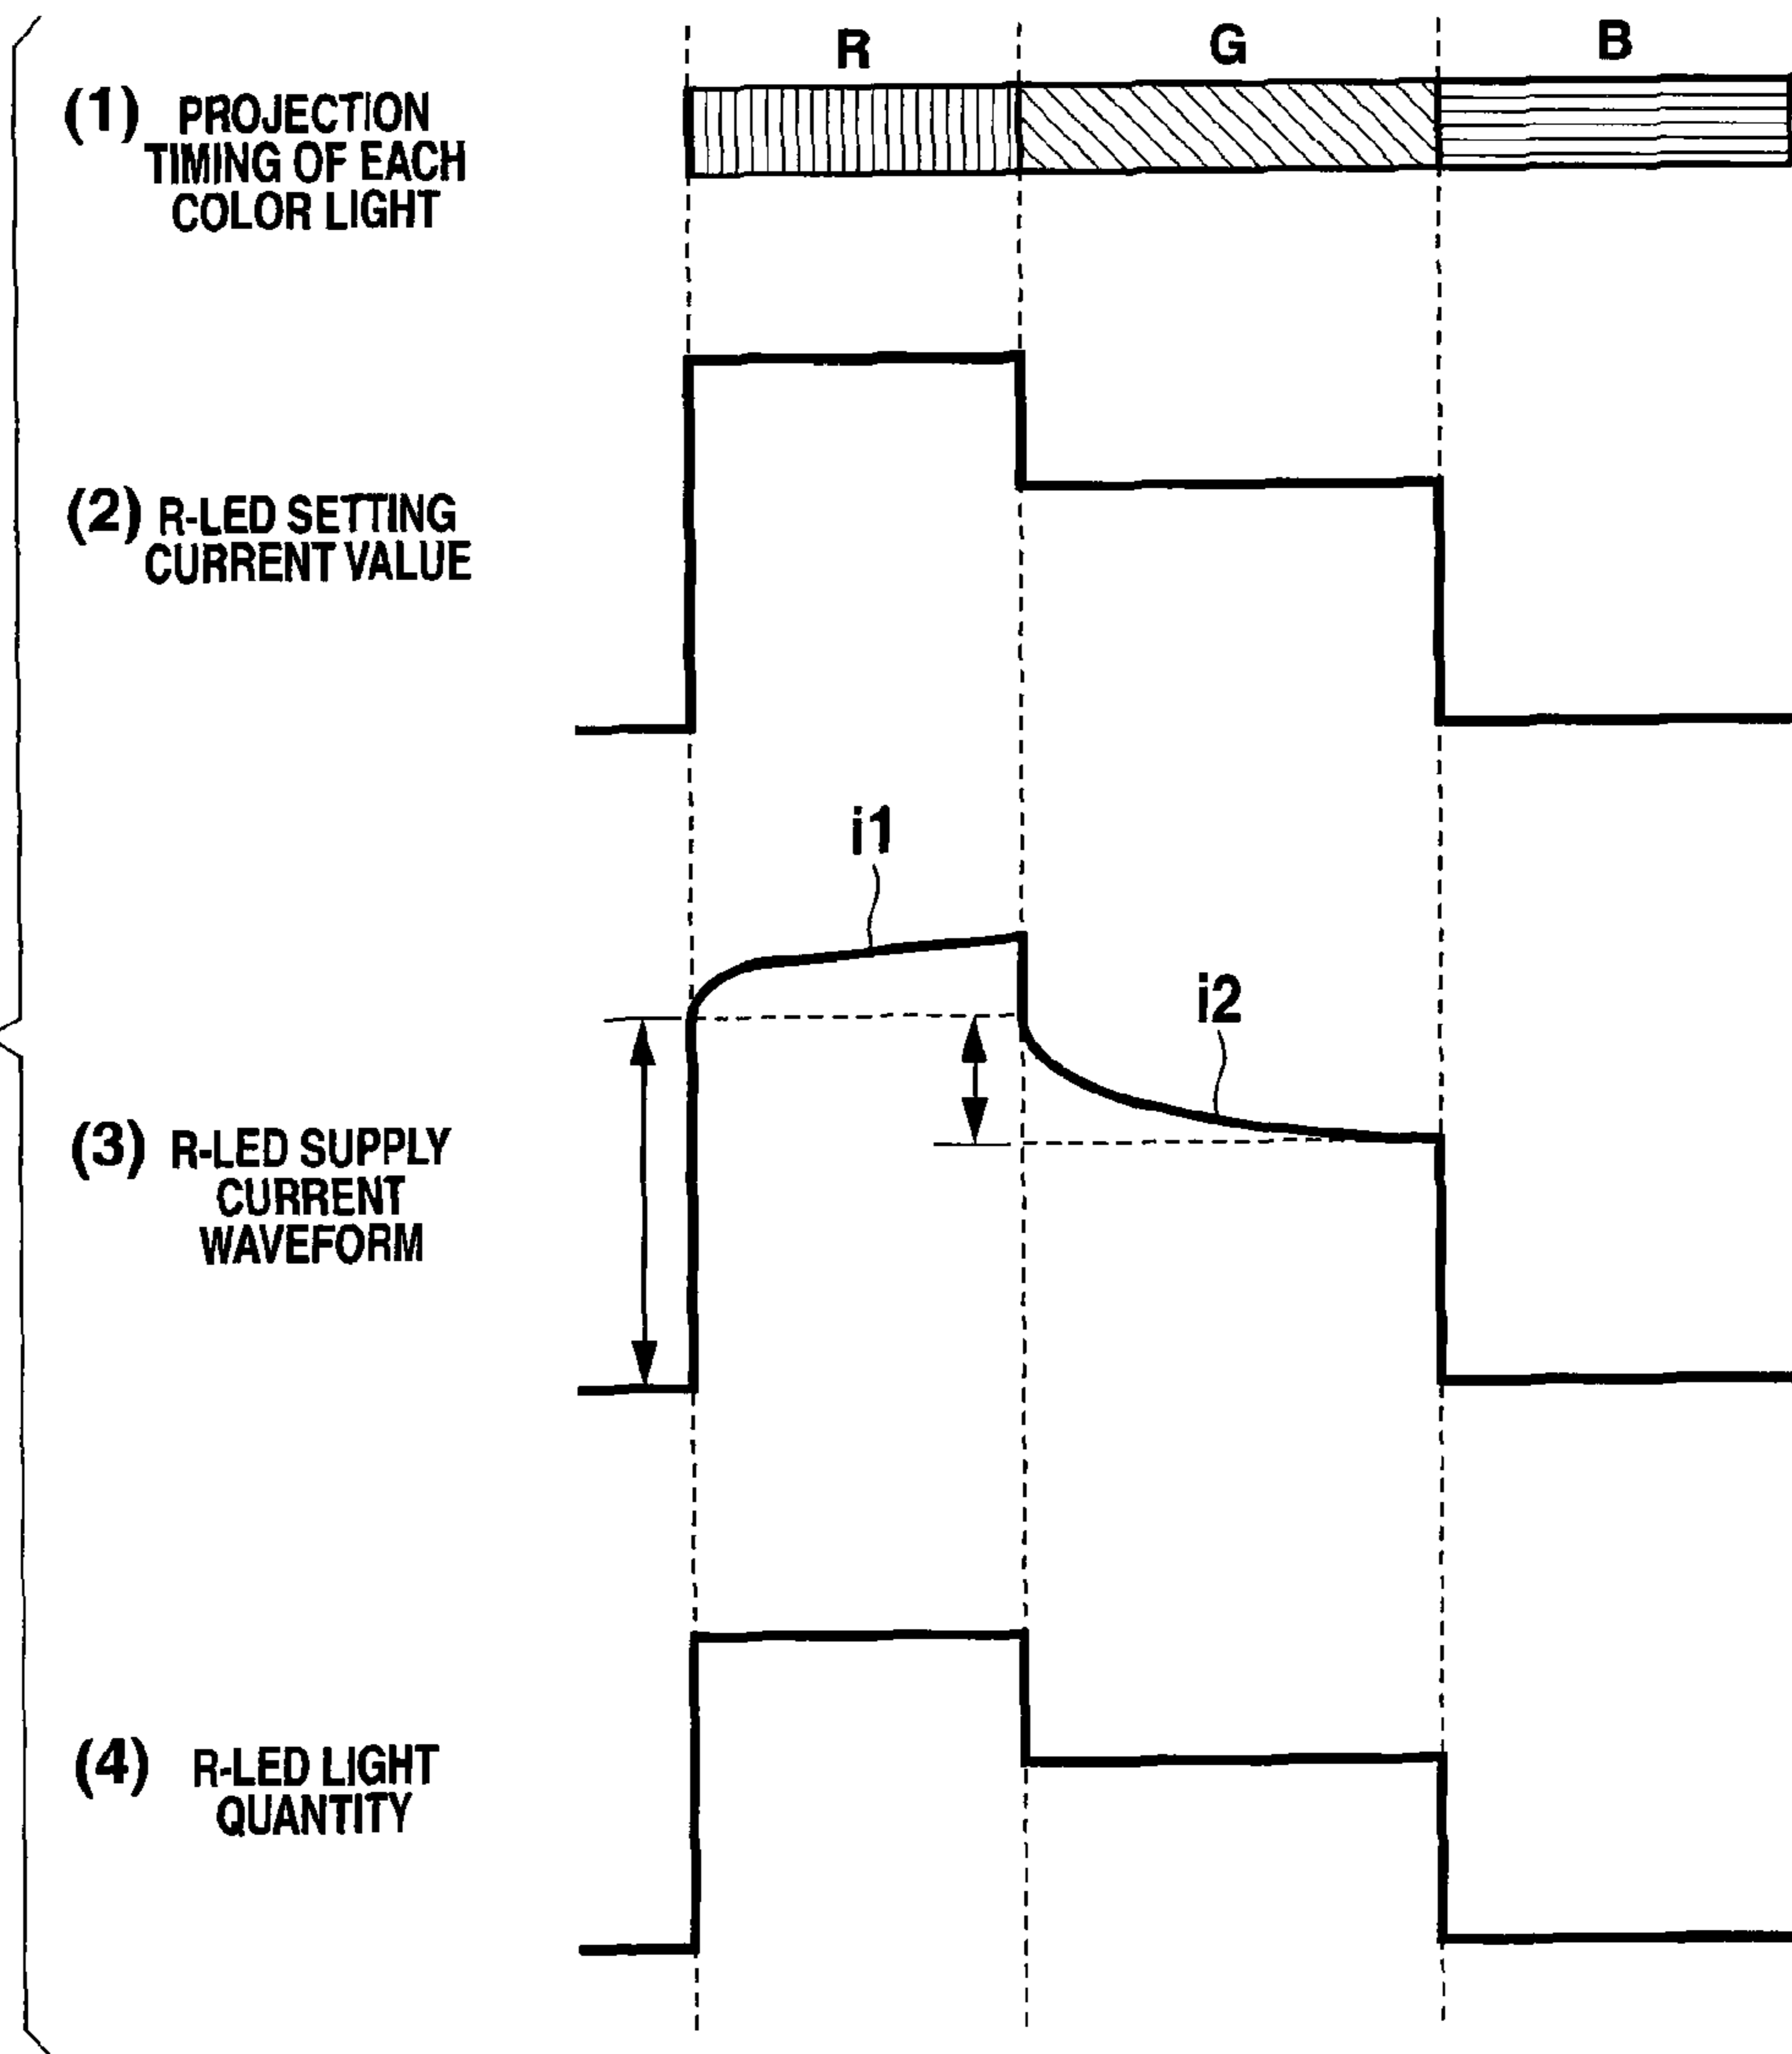 R G B
(1) PROJECTION
TIMING OF EACH
COLOR LIGHT
(2) R-LED SETTING
CURRENT VALUE
i1
i2
(3) R-LED SUPPLY
CURRENT
WAVEFORM
(4) R-LED LIGHT
QUANTITY